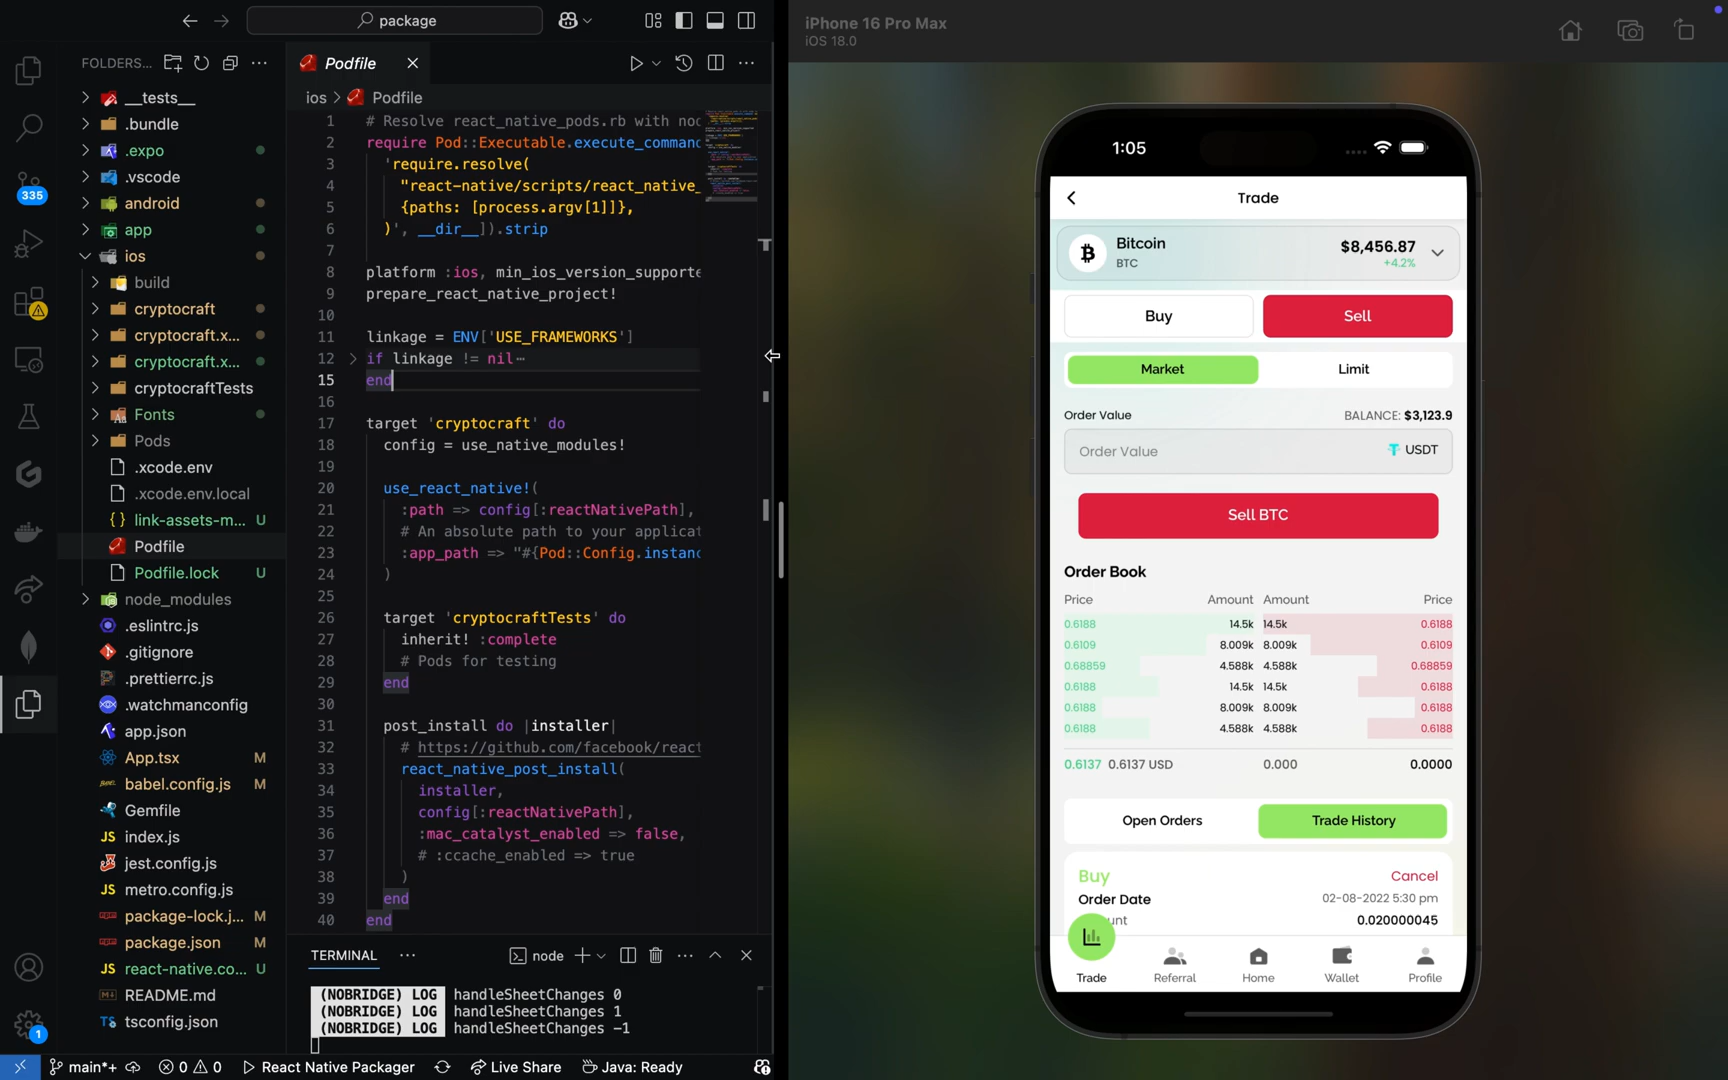 package
FOLDERS...
__tests__
.bundle
.expo
.vscode
android
app
ios
build
cryptocraft
cryptocraft.x...
cryptocraft.x...
cryptocraftTests
Fonts
Pods
.xcode.env
.xcode.env.local
link-assets-m... U
Podfile
Podfile.lock U
node_modules
.eslintrc.js
.gitignore
.prettierrc.js
.watchmanconfig
app.json
App.tsx M
babel.config.js M
Gemfile
index.js
jest.config.js
metro.config.js
package-lock.j... M
package.json M
react-native.co... U
README.md
tsconfig.json
335
1
Podfile
ios > Podfile
1 # Resolve react_native_pods.rb with noc
2 require Pod::Executable.execute_command
3 'require.resolve(
4 "react-native/scripts/react_native_
5 {paths: [process.argv[1]]},
6 )', __dir__]).strip
7
8 platform :ios, min_ios_version_supporte
9 prepare_react_native_project!
10
11 linkage = ENV['USE_FRAMEWORKS']
12 if linkage != nil
15 end
16
17 target 'cryptocraft' do
18 config = use_native_modules!
19
20 use_react_native!(
21 :path => config[:reactNativePath],
22 # An absolute path to your applicat
23 :app_path => "#{Pod::Config.instanc
24 )
25
26 target 'cryptocraftTests' do
27 inherit! :complete
28 # Pods for testing
29 end
30
31 post_install do |installer|
32 # https://github.com/facebook/react
33 react_native_post_install(
34 installer,
35 config[:reactNativePath],
36 :mac_catalyst_enabled => false,
37 # :ccache_enabled => true
38 )
39 end
40 end
TERMINAL
node
(NOBRIDGE) LOG handleSheetChanges 0
(NOBRIDGE) LOG handleSheetChanges 1
(NOBRIDGE) LOG handleSheetChanges -1
main*+ 0 0 React Native Packager Live Share Java: Ready
iPhone 16 Pro Max
iOS 18.0
1:05
Trade
Bitcoin
BTC
$8,456.87
+4.2%
Buy Sell
Market Limit
Order Value BALANCE: $3,123.9
Order Value USDT
Sell BTC
Order Book
Price Amount Amount Price
0.6188 14.5k 14.5k 0.6188
0.6109 8.009k 8.009k 0.6109
0.68859 4.588k 4.588k 0.68859
0.6188 14.5k 14.5k 0.6188
0.6188 8.009k 8.009k 0.6188
0.6188 4.588k 4.588k 0.6188
0.6137 0.6137 USD 0.000 0.0000
Open Orders Trade History
Buy Cancel
Order Date 02-08-2022 5:30 pm
unt 0.020000045
Trade Referral Home Wallet Profile